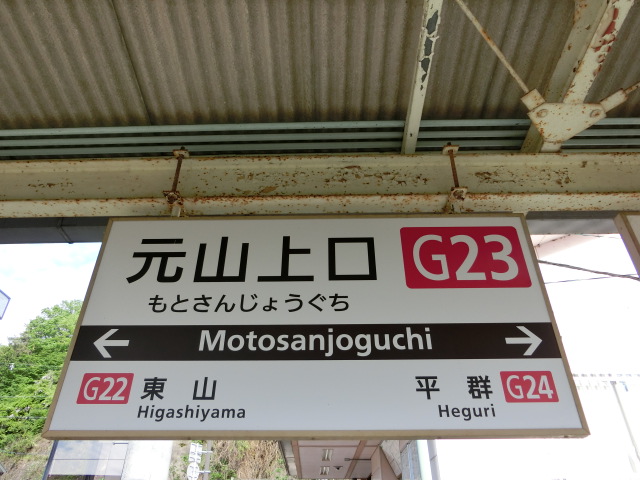 元山上口 G23
もとさんじょうぐち
← Motosanjoguchi →
G22 東山 平群 G24
Higashiyama Heguri